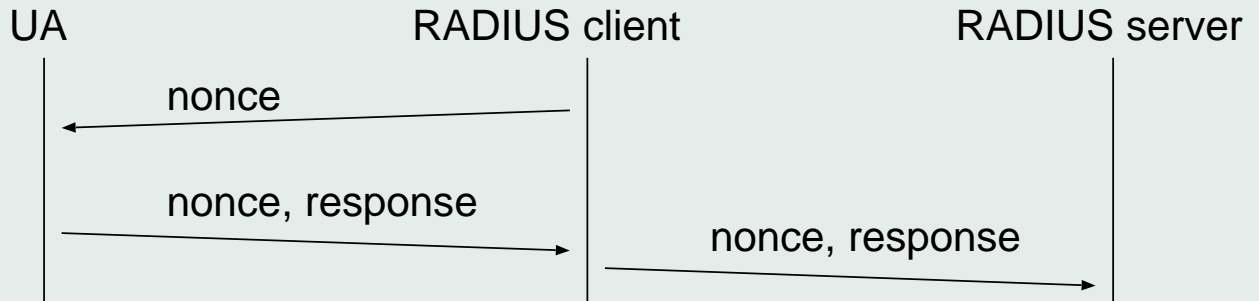 UA RADIUS client RADIUS server
nonce
nonce, response
nonce, response